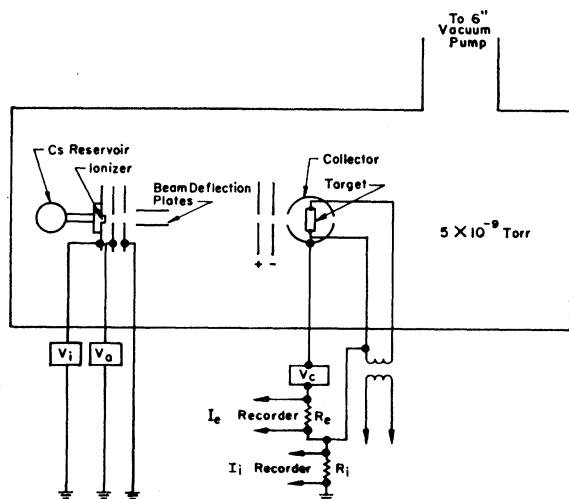 To 6"
Vacuum
Pump
Cs Reservoir
Ionizer
Beam Deflection
Plates
Collector
Target
5 × 10⁻⁹ Torr
+ -
Vi
Va
Vc
Ie Recorder Re
Ii Recorder Ri